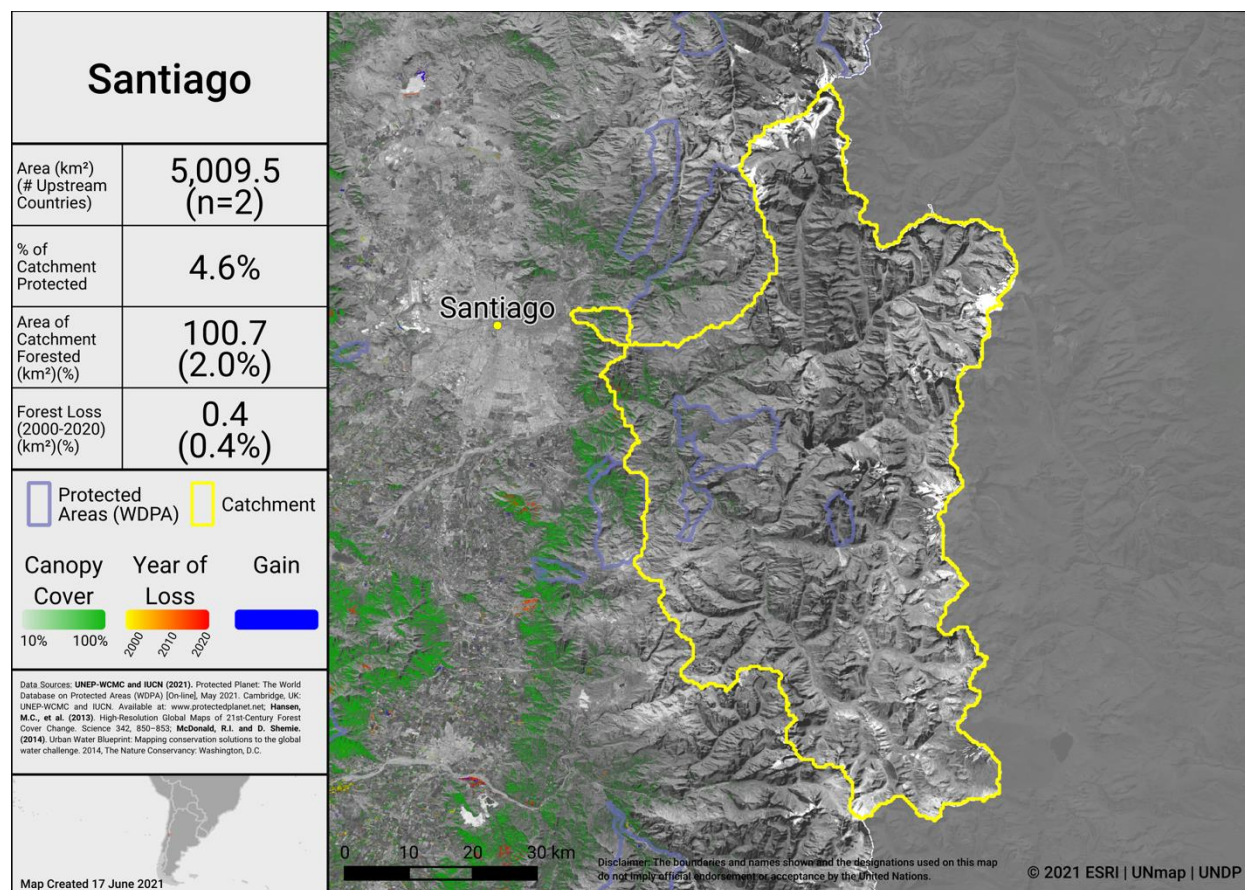 Santiago
Area (km²)
(# Upstream
Countries)
5,009.5
(n=2)
% of
Catchment
Protected
4.6%
Area of
Catchment
Forested
(km²)(%)
100.7
(2.0%)
Forest Loss
(2000-2020)
(km²)(%)
0.4
(0.4%)
Protected
Areas (WDPA)
Catchment
Canopy
Cover
10% 100%
Year of
Loss
2000 2010 2020
Gain
Data Sources: UNEP-WCMC and IUCN (2021). Protected Planet: The World
Database on Protected Areas (WDPA) [On-line], May 2021. Cambridge, UK:
UNEP-WCMC and IUCN. Available at: www.protectedplanet.net; Hansen,
M.C., et al. (2013). High-Resolution Global Maps of 21st-Century Forest
Cover Change. Science 342, 850–853; McDonald, R.I. and D. Shemie.
(2014). Urban Water Blueprint: Mapping conservation solutions to the global
water challenge. 2014, The Nature Conservancy: Washington, D.C.
Map Created 17 June 2021
Santiago
0 10 20 30 km
Disclaimer: The boundaries and names shown and the designations used on this map
do not imply official endorsement or acceptance by the United Nations.
© 2021 ESRI | UNmap | UNDP